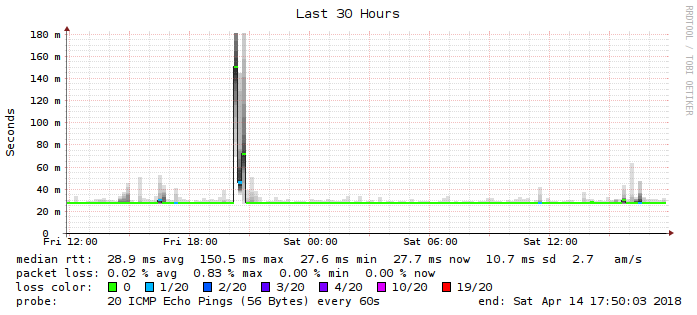 Last 30 Hours
RRDTOOL / TOBI OETIKER
Seconds
180 m
160 m
140 m
120 m
100 m
80 m
60 m
40 m
20 m
0
Fri 12:00 Fri 18:00 Sat 00:00 Sat 06:00 Sat 12:00
median rtt: 28.9 ms avg 150.5 ms max 27.6 ms min 27.7 ms now 10.7 ms sd 2.7 am/s
packet loss: 0.02 % avg 0.83 % max 0.00 % min 0.00 % now
loss color: 0 1/20 2/20 3/20 4/20 10/20 19/20
probe: 20 ICMP Echo Pings (56 Bytes) every 60s end: Sat Apr 14 17:50:03 2018